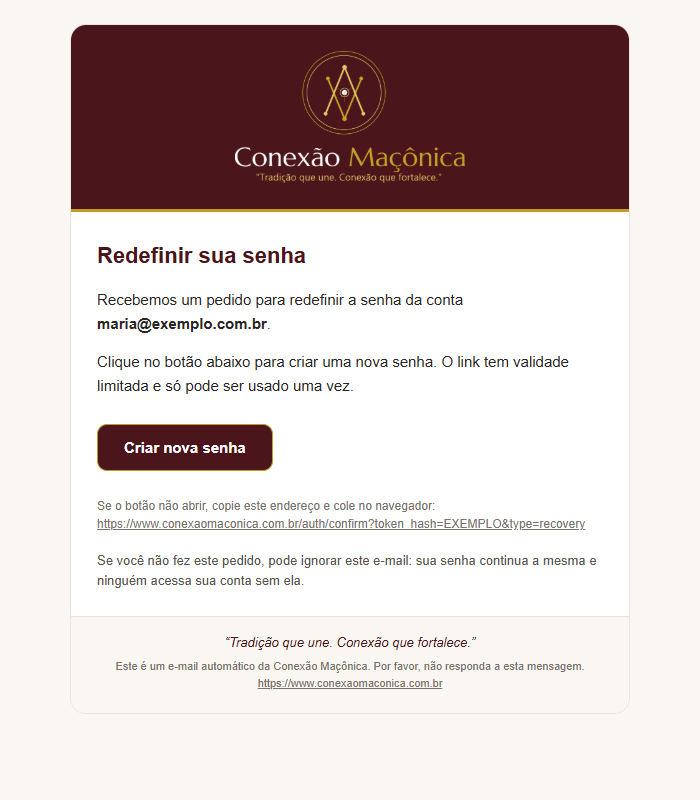 Conexão Maçônica
"Tradição que une. Conexão que fortalece."
Redefinir sua senha
Recebemos um pedido para redefinir a senha da conta
maria@exemplo.com.br.
Clique no botão abaixo para criar uma nova senha. O link tem validade
limitada e só pode ser usado uma vez.
Criar nova senha
Se o botão não abrir, copie este endereço e cole no navegador:
https://www.conexaomaconica.com.br/auth/confirm?token_hash=EXEMPLO&type=recovery
Se você não fez este pedido, pode ignorar este e-mail: sua senha continua a mesma e
ninguém acessa sua conta sem ela.
“Tradição que une. Conexão que fortalece.”
Este é um e-mail automático da Conexão Maçônica. Por favor, não responda a esta mensagem.
https://www.conexaomaconica.com.br